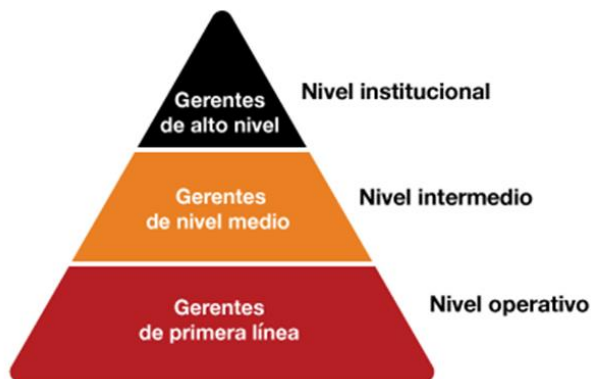 Gerentes
de alto nivel
Nivel institucional
Gerentes
de nivel medio
Nivel intermedio
Gerentes
de primera línea
Nivel operativo